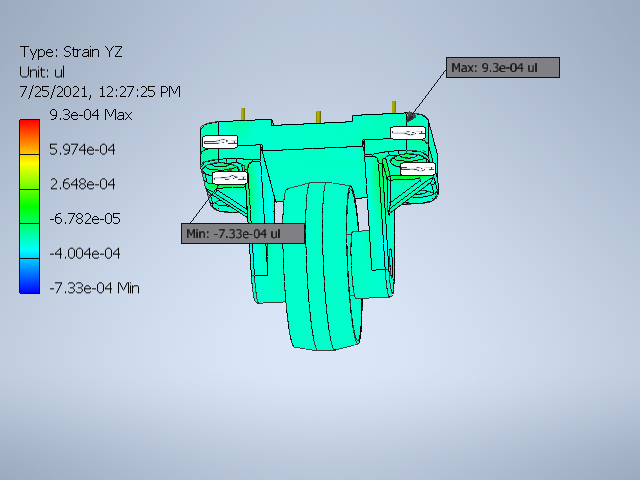 Type: Strain YZ
Unit: ul
7/25/2021, 12:27:25 PM
9.3e-04 Max
5.974e-04
2.648e-04
-6.782e-05
-4.004e-04
-7.33e-04 Min
Max: 9.3e-04 ul
Min: -7.33e-04 ul